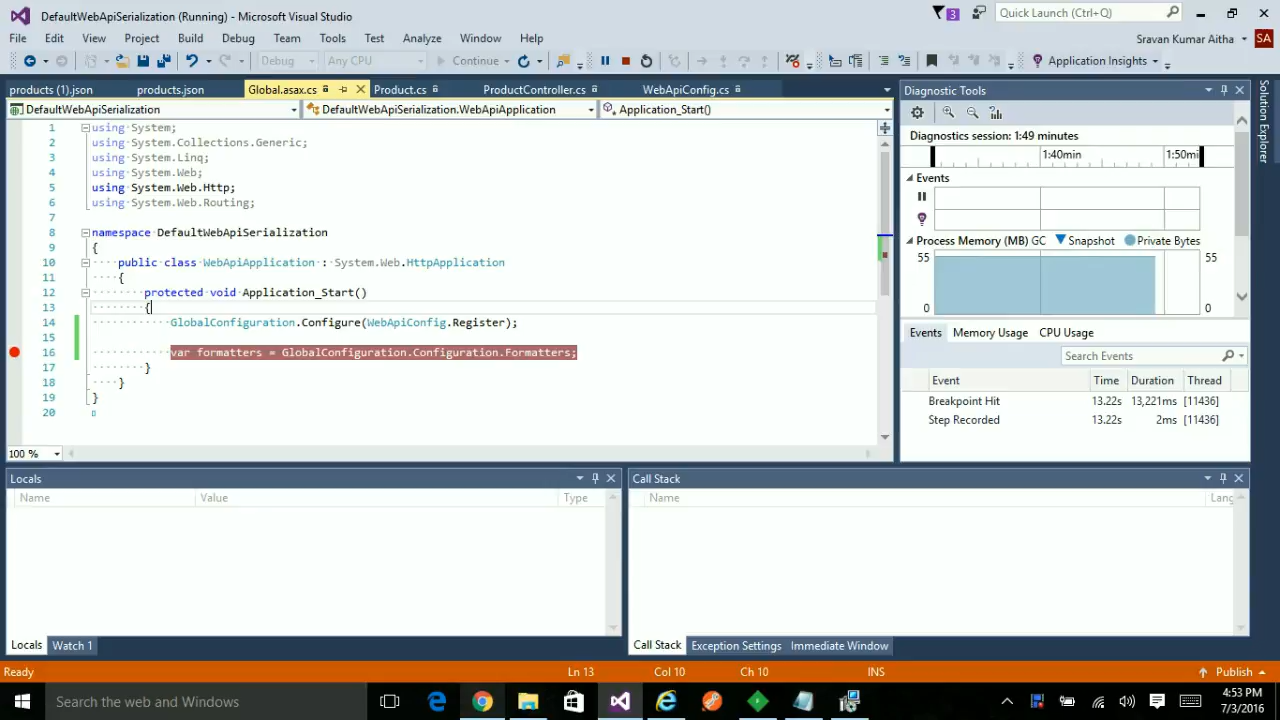 DefaultWebApiSerialization (Running) - Microsoft Visual Studio
3
Quick Launch (Ctrl+Q)
File Edit View Project Build Debug Team Tools Test Analyze Window Help
Sravan Kumar Aitha SA
Debug Any CPU Continue Application Insights
products (1).json products.json Global.asax.cs Product.cs ProductController.cs WebApiConfig.cs
DefaultWebApiSerialization DefaultWebApiSerialization.WebApiApplication Application_Start()
1 using System;
2 using System.Collections.Generic;
3 using System.Linq;
4 using System.Web;
5 using System.Web.Http;
6 using System.Web.Routing;
7
8 namespace DefaultWebApiSerialization
9 {
10 public class WebApiApplication : System.Web.HttpApplication
11 {
12 protected void Application_Start()
13 {
14 GlobalConfiguration.Configure(WebApiConfig.Register);
15
16 var formatters = GlobalConfiguration.Configuration.Formatters;
17 }
18 }
19 }
20
100 %
Diagnostic Tools
Diagnostics session: 1:49 minutes
1:40min 1:50mi
Events
Process Memory (MB) GC Snapshot Private Bytes
55 55
0 0
Events Memory Usage CPU Usage
Search Events
Event Time Duration Thread
Breakpoint Hit 13.22s 13,221ms [11436]
Step Recorded 13.22s 2ms [11436]
Solution Explorer
Locals
Name Value Type
Locals Watch 1
Call Stack
Name Lang
Call Stack Exception Settings Immediate Window
Ready Ln 13 Col 10 Ch 10 INS Publish
Search the web and Windows
4:53 PM
7/3/2016